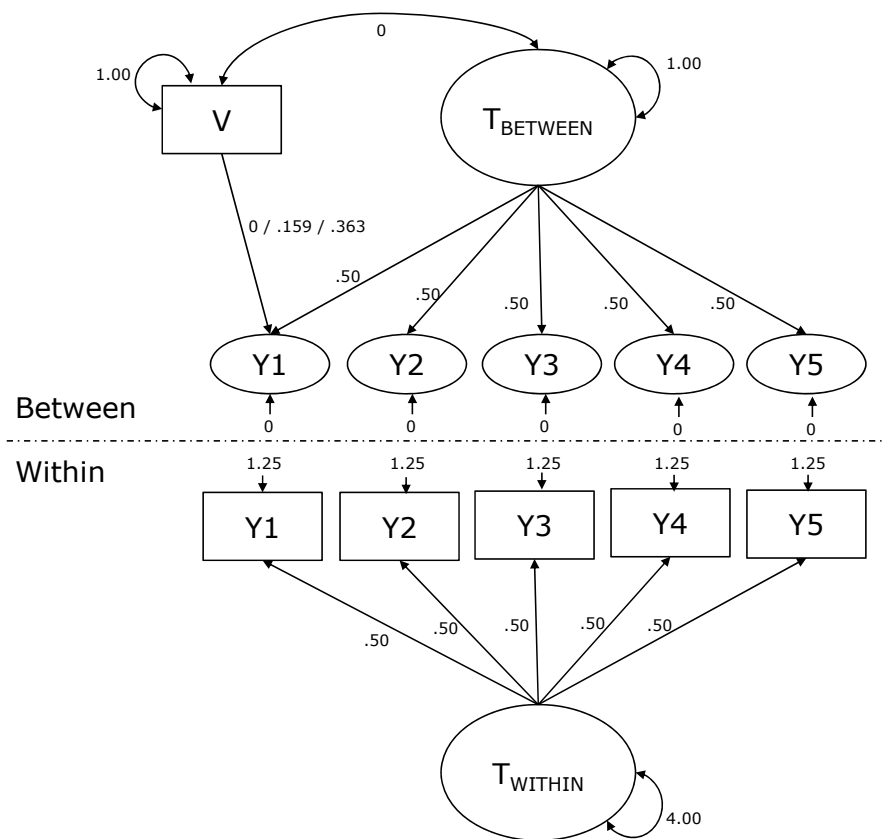 0
1.00
1.00
V
T BETWEEN
0 / .159 / .363
.50
.50
.50
.50
.50
Y1 Y2 Y3 Y4 Y5
Between
0 0 0 0 0
Within
1.25 1.25 1.25 1.25 1.25
Y1 Y2 Y3 Y4 Y5
.50 .50 .50 .50 .50
T WITHIN
4.00